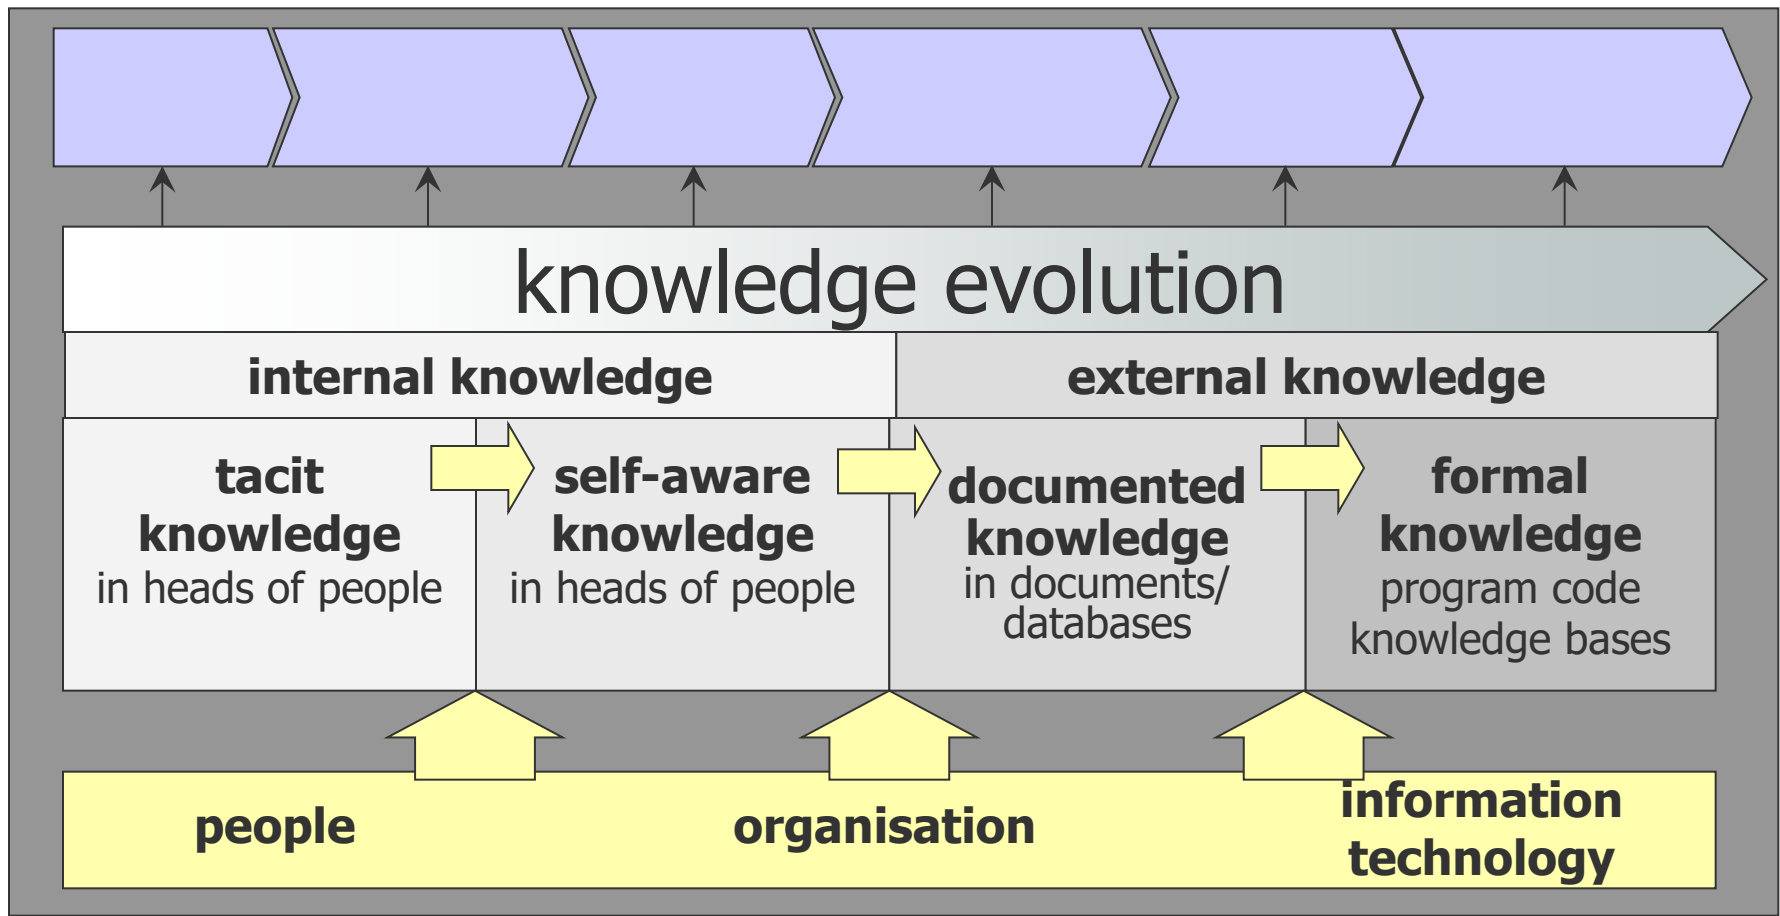 knowledge evolution
internal knowledge
external knowledge
tacit
knowledge
in heads of people
self-aware
knowledge
in heads of people
documented
knowledge
in documents/
databases
formal
knowledge
program code
knowledge bases
people
organisation
information
technology